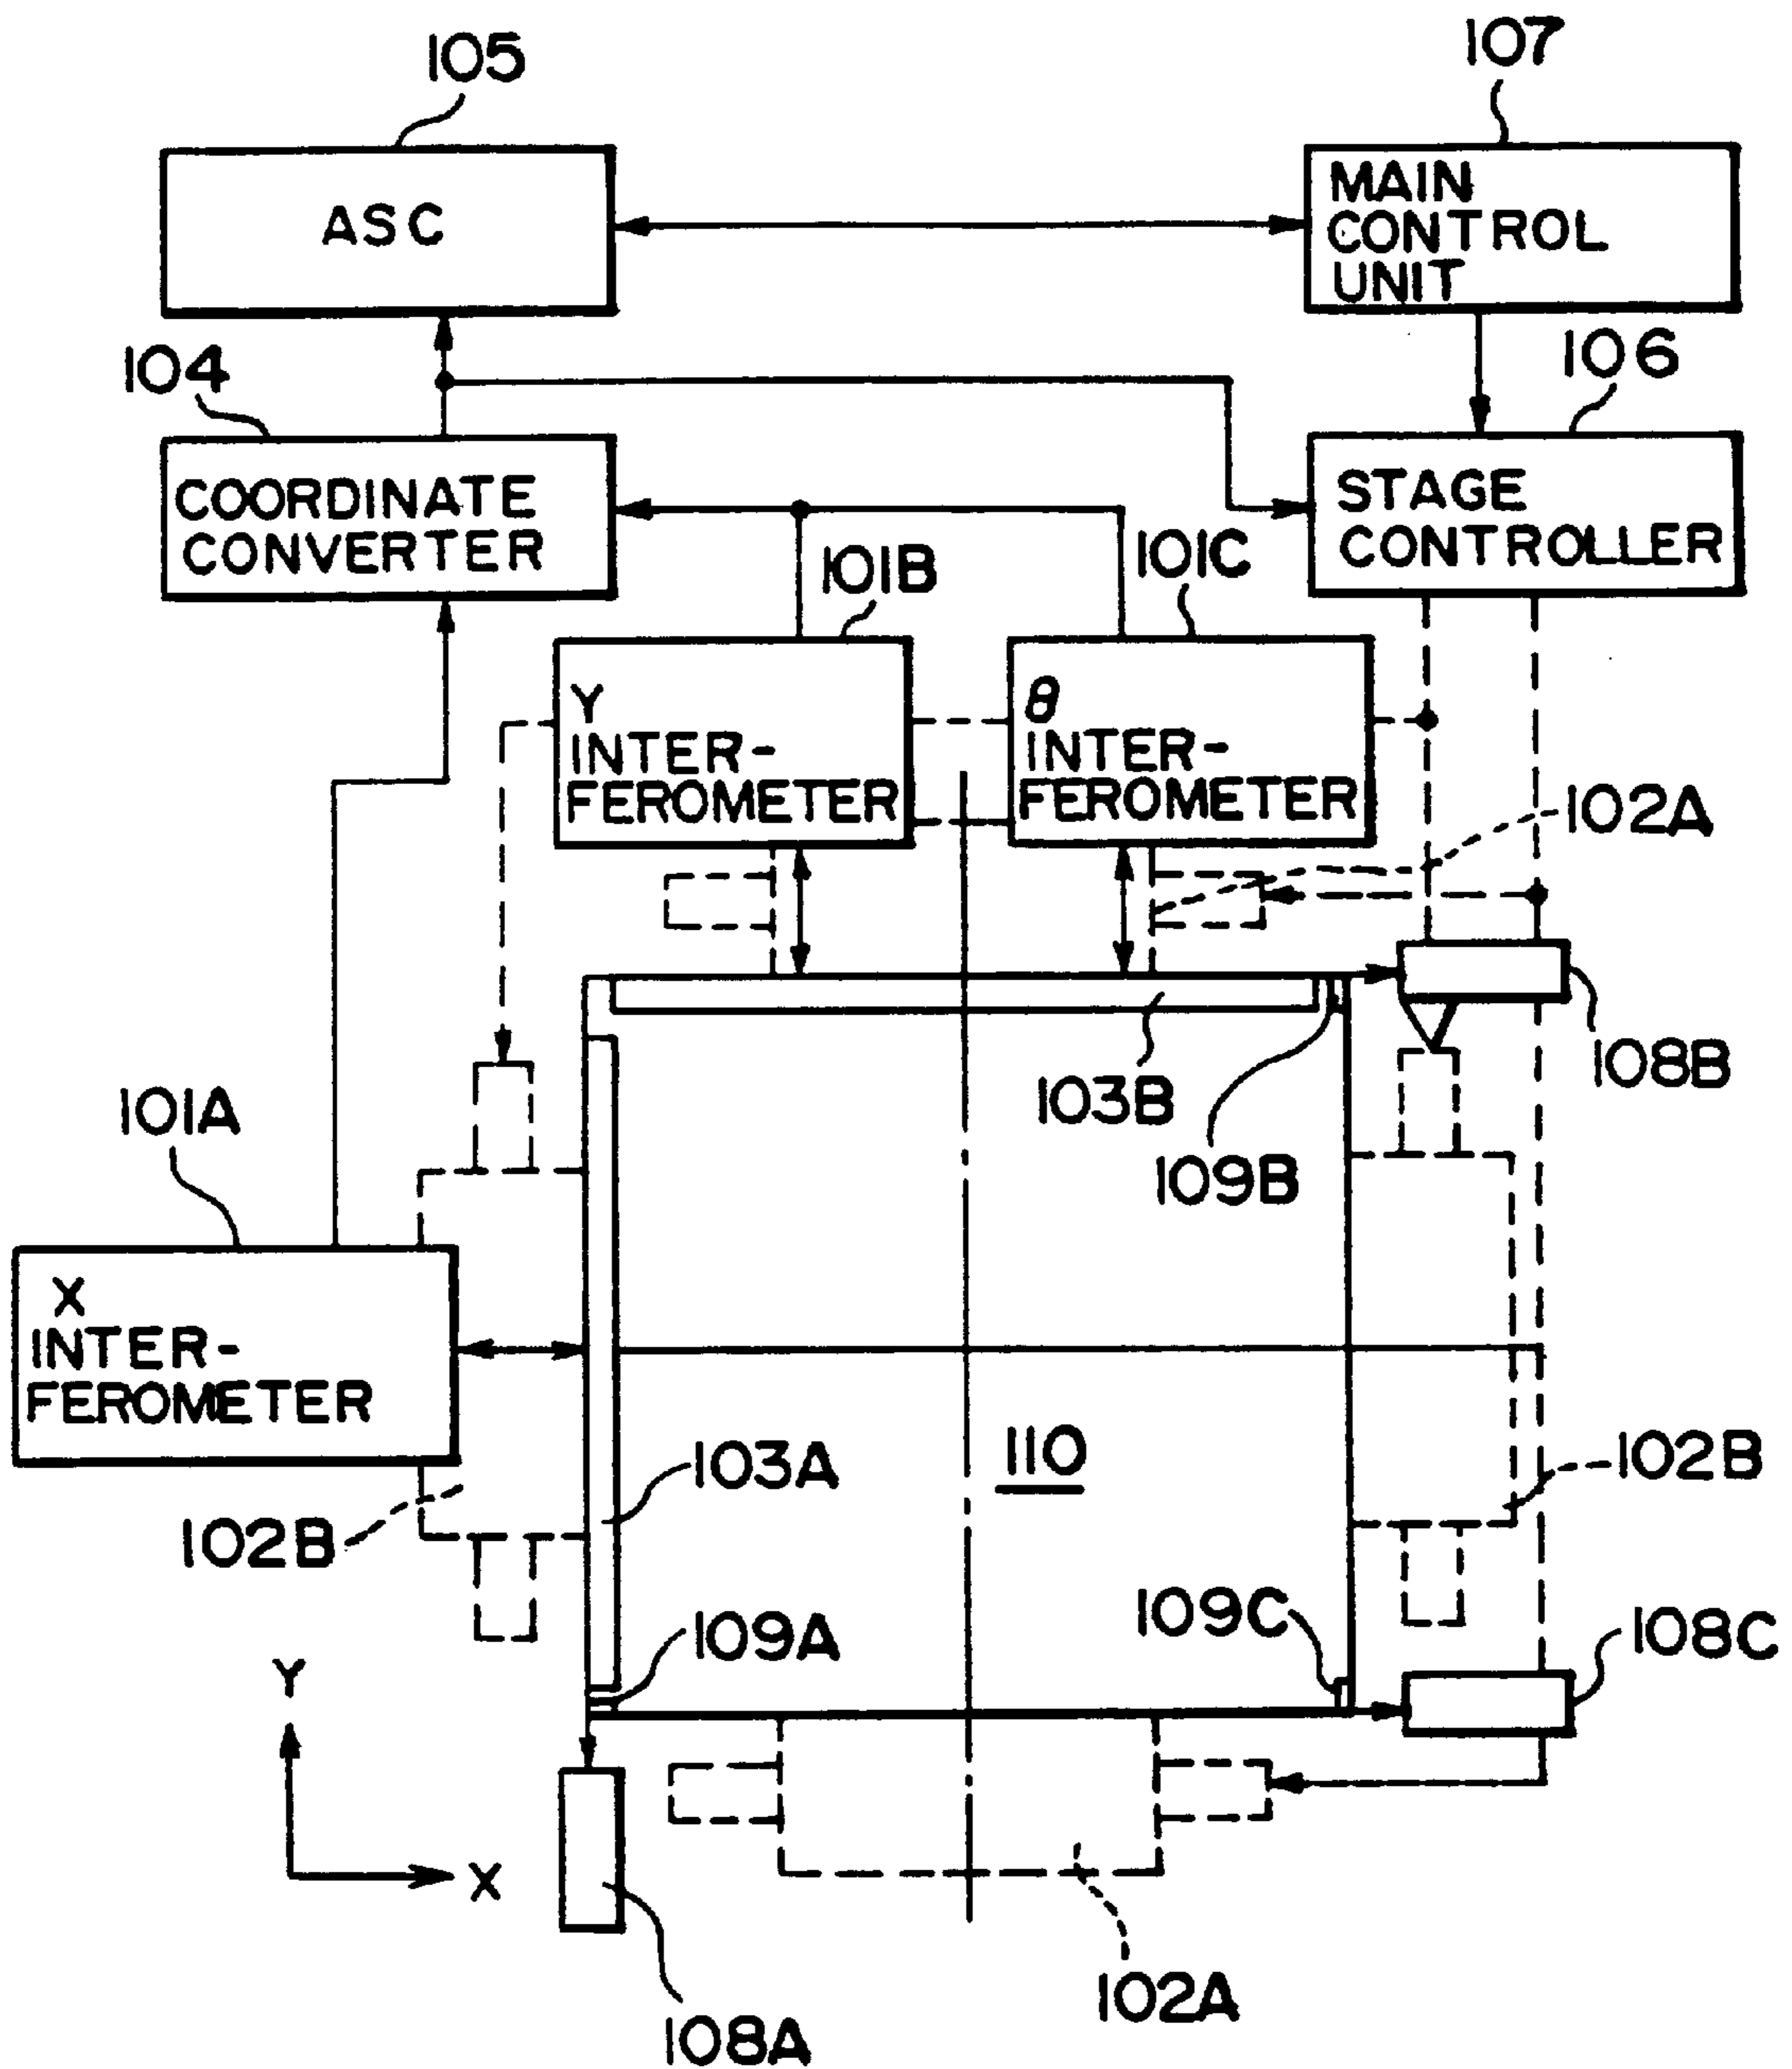 105
107
ASC
MAIN
CONTROL
UNIT
104
106
COORDINATE
CONVERTER
STAGE
CONTROLLER
101B
101C
Y
INTER-
FEROMETER
θ
INTER-
FEROMETER
102A
103B
108B
101A
109B
X
INTER-
FEROMETER
103A
110
102B
102B
109A
109C
108C
Y
X
102A
108A